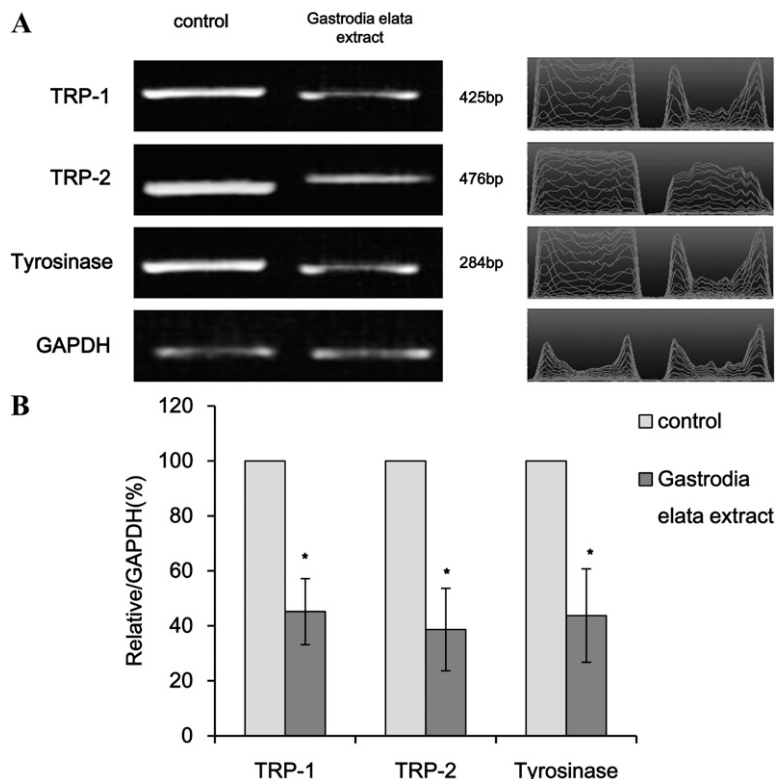 A
control
Gastrodia elata
extract
TRP-1
425bp
TRP-2
476bp
Tyrosinase
284bp
GAPDH
B
Relative/GAPDH(%)
120
100
80
60
40
20
0
*
*
*
TRP-1
TRP-2
Tyrosinase
control
Gastrodia
elata extract